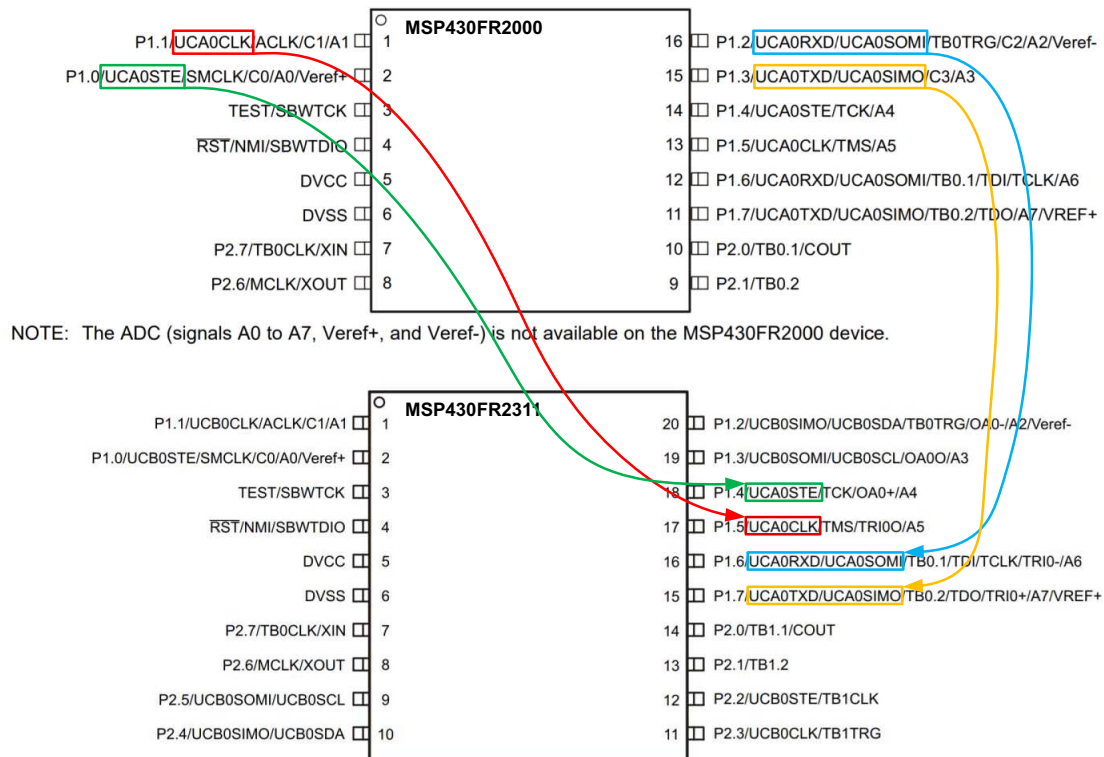 MSP430FR2000
P1.1/UCA0CLK/ACLK/C1/A1 1
16 P1.2/UCA0RXD/UCA0SOMI/TB0TRG/C2/A2/Veref-
P1.0/UCA0STE/SMCLK/C0/A0/Veref+ 2
15 P1.3/UCA0TXD/UCA0SIMO/C3/A3
TEST/SBWTCK 3
14 P1.4/UCA0STE/TCK/A4
RST/NMI/SBWTDIO 4
13 P1.5/UCA0CLK/TMS/A5
DVCC 5
12 P1.6/UCA0RXD/UCA0SOMI/TB0.1/TDI/TCLK/A6
DVSS 6
11 P1.7/UCA0TXD/UCA0SIMO/TB0.2/TDO/A7/VREF+
P2.7/TB0CLK/XIN 7
10 P2.0/TB0.1/COUT
P2.6/MCLK/XOUT 8
9 P2.1/TB0.2
NOTE: The ADC (signals A0 to A7, Veref+, and Veref-) is not available on the MSP430FR2000 device.
MSP430FR2311
P1.1/UCB0CLK/ACLK/C1/A1 1
20 P1.2/UCB0SIMO/UCB0SDA/TB0TRG/OA0-/A2/Veref-
P1.0/UCB0STE/SMCLK/C0/A0/Veref+ 2
19 P1.3/UCB0SOMI/UCB0SCL/OA0O/A3
TEST/SBWTCK 3
18 P1.4/UCA0STE/TCK/OA0+/A4
RST/NMI/SBWTDIO 4
17 P1.5/UCA0CLK/TMS/TRI0O/A5
DVCC 5
16 P1.6/UCA0RXD/UCA0SOMI/TB0.1/TDI/TCLK/TRI0-/A6
DVSS 6
15 P1.7/UCA0TXD/UCA0SIMO/TB0.2/TDO/TRI0+/A7/VREF+
P2.7/TB0CLK/XIN 7
14 P2.0/TB1.1/COUT
P2.6/MCLK/XOUT 8
13 P2.1/TB1.2
P2.5/UCB0SOMI/UCB0SCL 9
12 P2.2/UCB0STE/TB1CLK
P2.4/UCB0SIMO/UCB0SDA 10
11 P2.3/UCB0CLK/TB1TRG